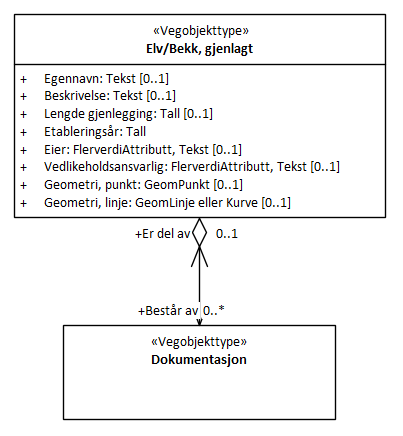 «Vegobjekttype»
Elv/Bekk, gjenlagt
+ Egennavn: Tekst [0..1]
+ Beskrivelse: Tekst [0..1]
+ Lengde gjenlegging: Tall [0..1]
+ Etableringsår: Tall
+ Eier: FlerverdiAttributt, Tekst [0..1]
+ Vedlikeholdsansvarlig: FlerverdiAttributt, Tekst [0..1]
+ Geometri, punkt: GeomPunkt [0..1]
+ Geometri, linje: GeomLinje eller Kurve [0..1]
+Er del av 0..1
+Består av 0..*
«Vegobjekttype»
Dokumentasjon